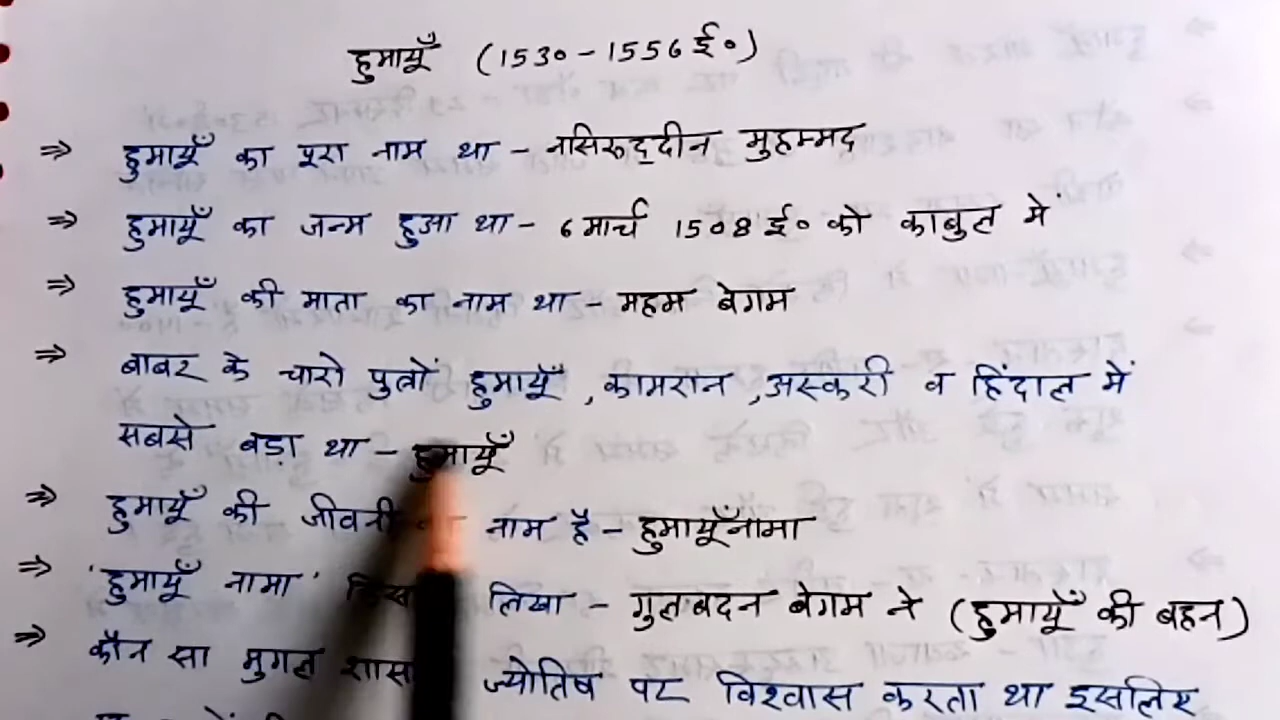 हुमायूँ (1530-1556 ई०)
⇒ हुमायूँ का पूरा नाम था - नसिरुद्दीन मुहम्मद
⇒ हुमायूँ का जन्म हुआ था - 6 मार्च 1508 ई० को काबुल में
⇒ हुमायूँ की माता का नाम था - महम बेगम
⇒ बाबर के चारो पुत्रों हुमायूँ, कामरान, अस्करी व हिंदाल में
सबसे बड़ा था - हुमायूँ
⇒ हुमायूँ की जीवनी नाम है - हुमायूँनामा
⇒ 'हुमायूँ नामा' लिखा - गुलबदन बेगम ने (हुमायूँ की बहन)
⇒ कौन सा मुगल ज्योतिष पर विश्वास करता था इसलिए